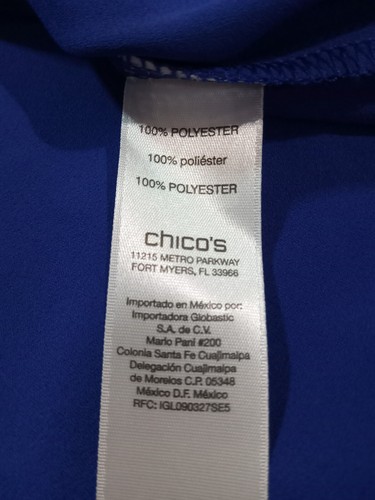 100% POLYESTER
100% poliéster
100% POLYESTER
chico's
11215 METRO PARKWAY
FORT MYERS, FL 33966
Importado en México por:
Importadora Globastic
S.A. de C.V.
Mario Pani #200
Colonia Santa Fe Cuajimalpa
Delegación Cuajimalpa
de Morelos C.P. 05348
México D.F. México
RFC: IGL090327SE5